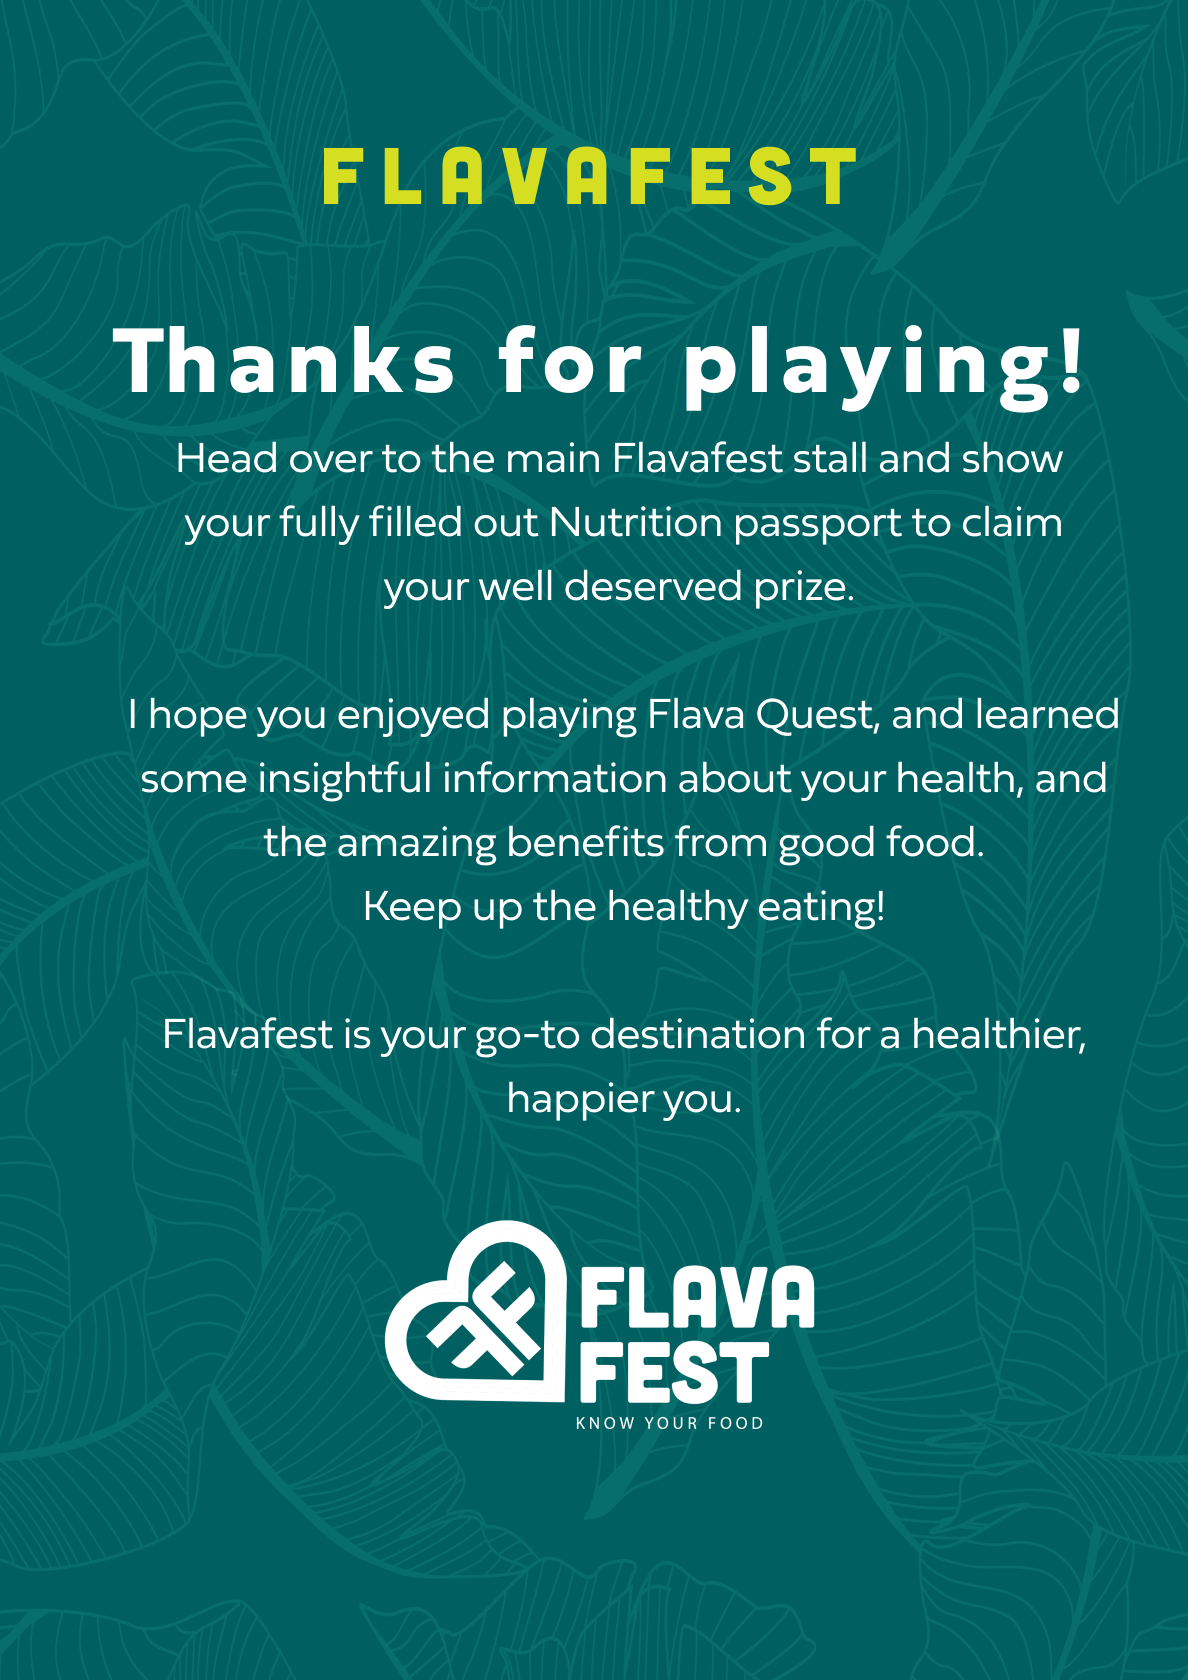 FLAVAFEST
Thanks for playing!
Head over to the main Flavafest stall and show
your fully filled out Nutrition passport to claim
your well deserved prize.
I hope you enjoyed playing Flava Quest, and learned
some insightful information about your health, and
the amazing benefits from good food.
Keep up the healthy eating!
Flavafest is your go-to destination for a healthier,
happier you.
FF
FLAVA
FEST
KNOW YOUR FOOD